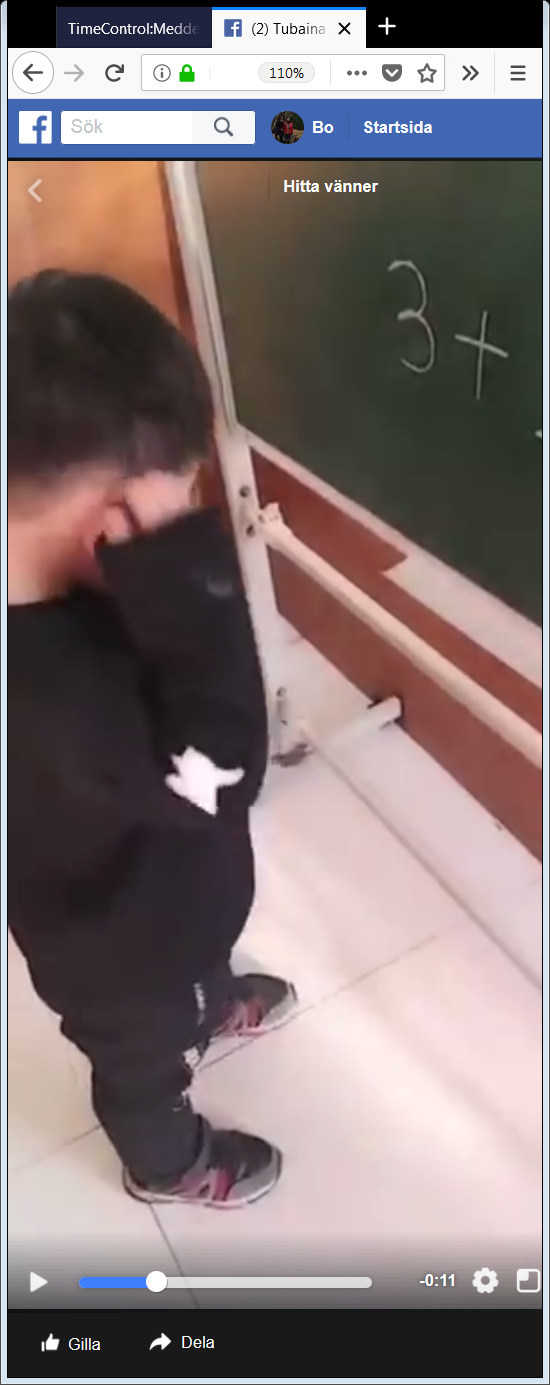 TimeControl:Medde
(2) Tubaina
110%
Sök
Bo
Startsida
Hitta vänner
3+
-0:11
Gilla
Dela